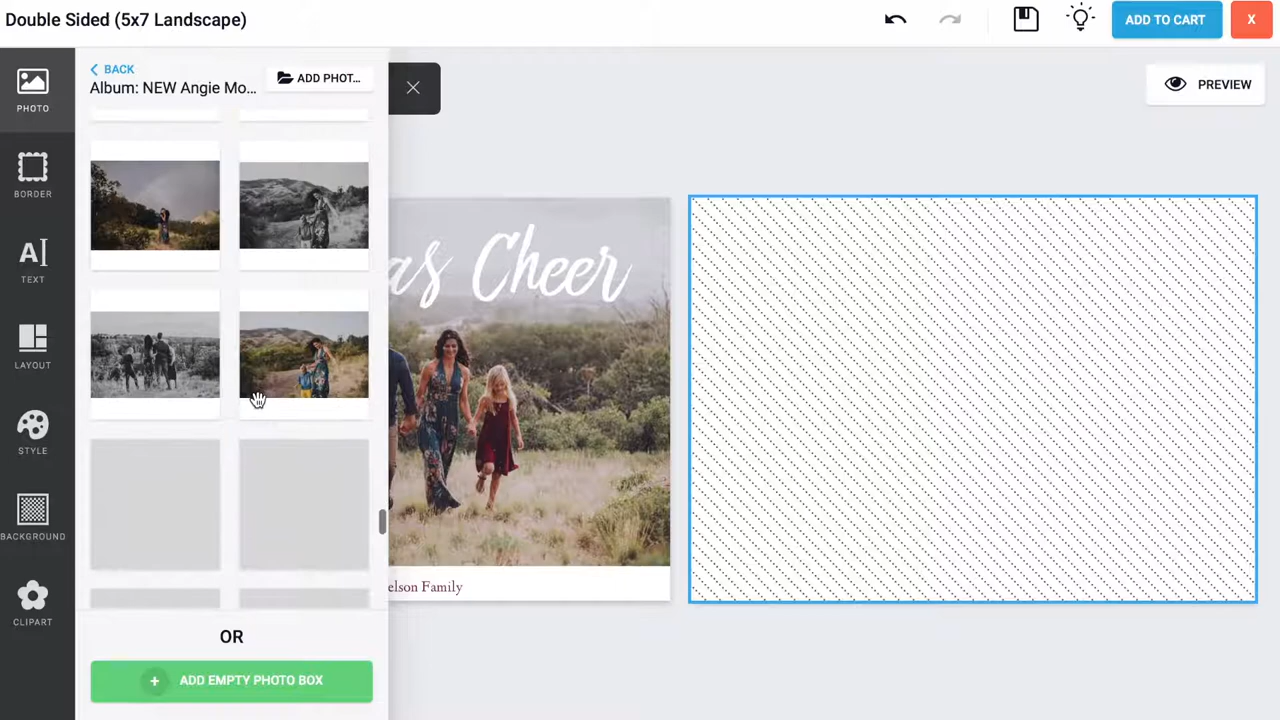 Double Sided (5x7 Landscape)
ADD TO CART
X
PHOTO
BACK
Album: NEW Angie Mo...
ADD PHOT...
PREVIEW
BORDER
TEXT
LAYOUT
STYLE
BACKGROUND
CLIPART
as Cheer
elson Family
OR
+ ADD EMPTY PHOTO BOX